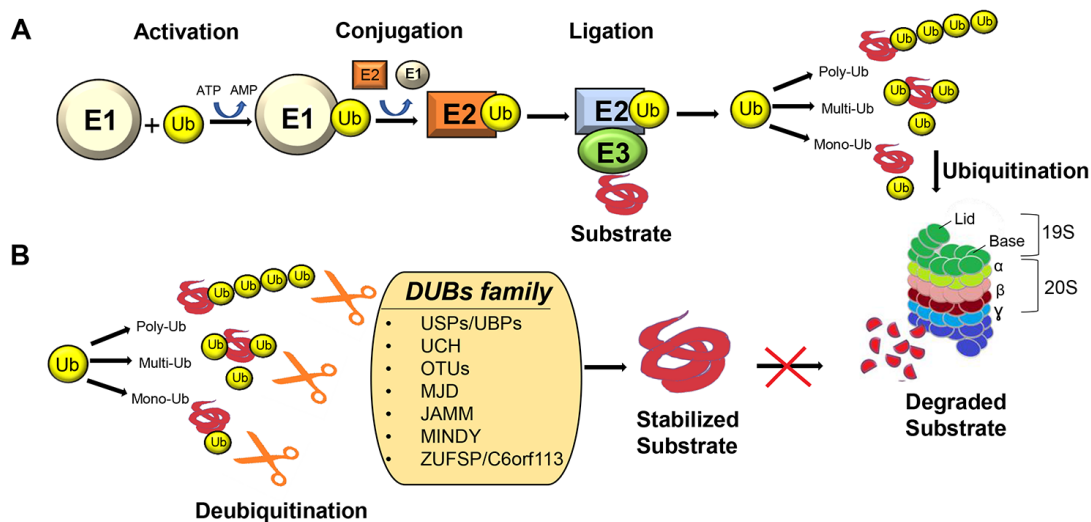 A
Activation
Conjugation
Ligation
E1
+
Ub
ATP
AMP
E1
Ub
E2
E1
E2
Ub
E2
Ub
E3
Substrate
Ub
Poly-Ub
Multi-Ub
Mono-Ub
Ub
Ub
Ub
Ub
Ub
Ub
Ub
Ub
Ubiquitination
Lid
Base
19S
α
β
ɣ
20S
Degraded
Substrate
B
Ub
Poly-Ub
Multi-Ub
Mono-Ub
Ub
Ub
Ub
Ub
Ub
Ub
Ub
Ub
Deubiquitination
DUBs family
• USPs/UBPs
• UCH
• OTUs
• MJD
• JAMM
• MINDY
• ZUFSP/C6orf113
Stabilized
Substrate